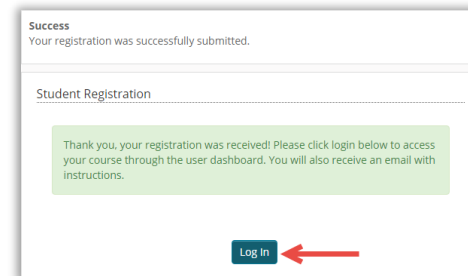 Success
Your registration was successfully submitted.
Student Registration
Thank you, your registration was received! Please click login below to access
your course through the user dashboard. You will also receive an email with
instructions.
Log In